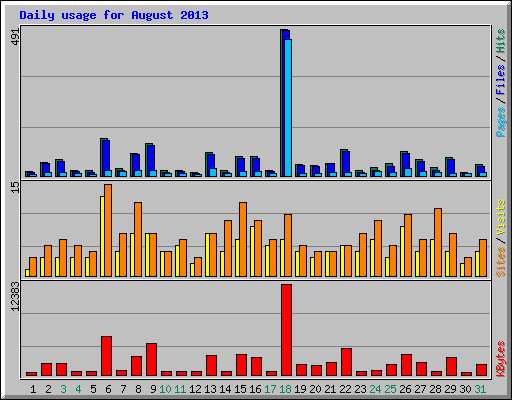 Daily usage for August 2013
491
Pages / Files / Hits
15
Sites / Visits
12383
KBytes
1 2 3 4 5 6 7 8 9 10 11 12 13 14 15 16 17 18 19 20 21 22 23 24 25 26 27 28 29 30 31